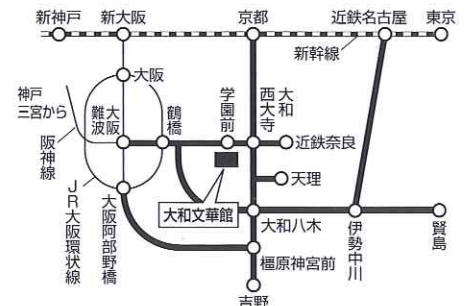 新神戸
新大阪
京都
近鉄名古屋
東京
新幹線
大阪
神戸
三宮から
阪神線
大阪
難波
鶴橋
学園前
大和
西大寺
近鉄奈良
天理
大和文華館
JR大阪環状線
大阪阿部野橋
大和八木
伊勢中川
賢島
橿原神宮前
吉野